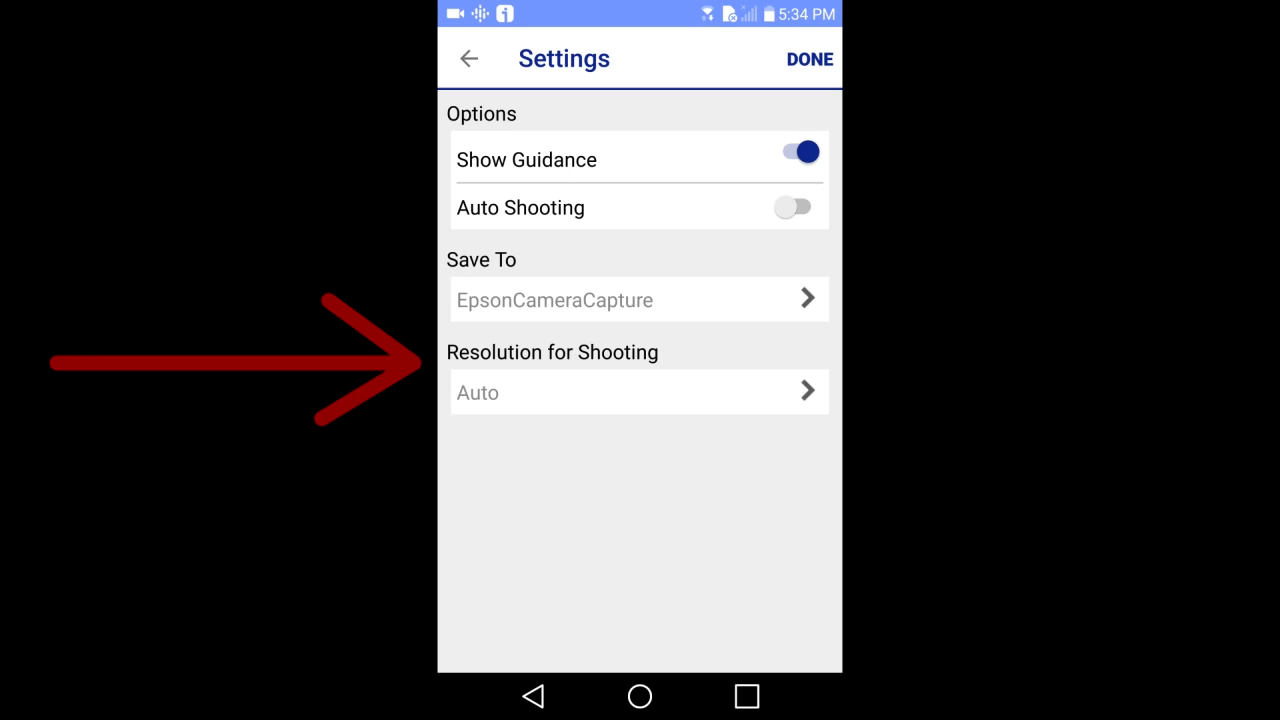 5:34 PM
Settings
DONE
Options
Show Guidance
Auto Shooting
Save To
EpsonCameraCapture
Resolution for Shooting
Auto